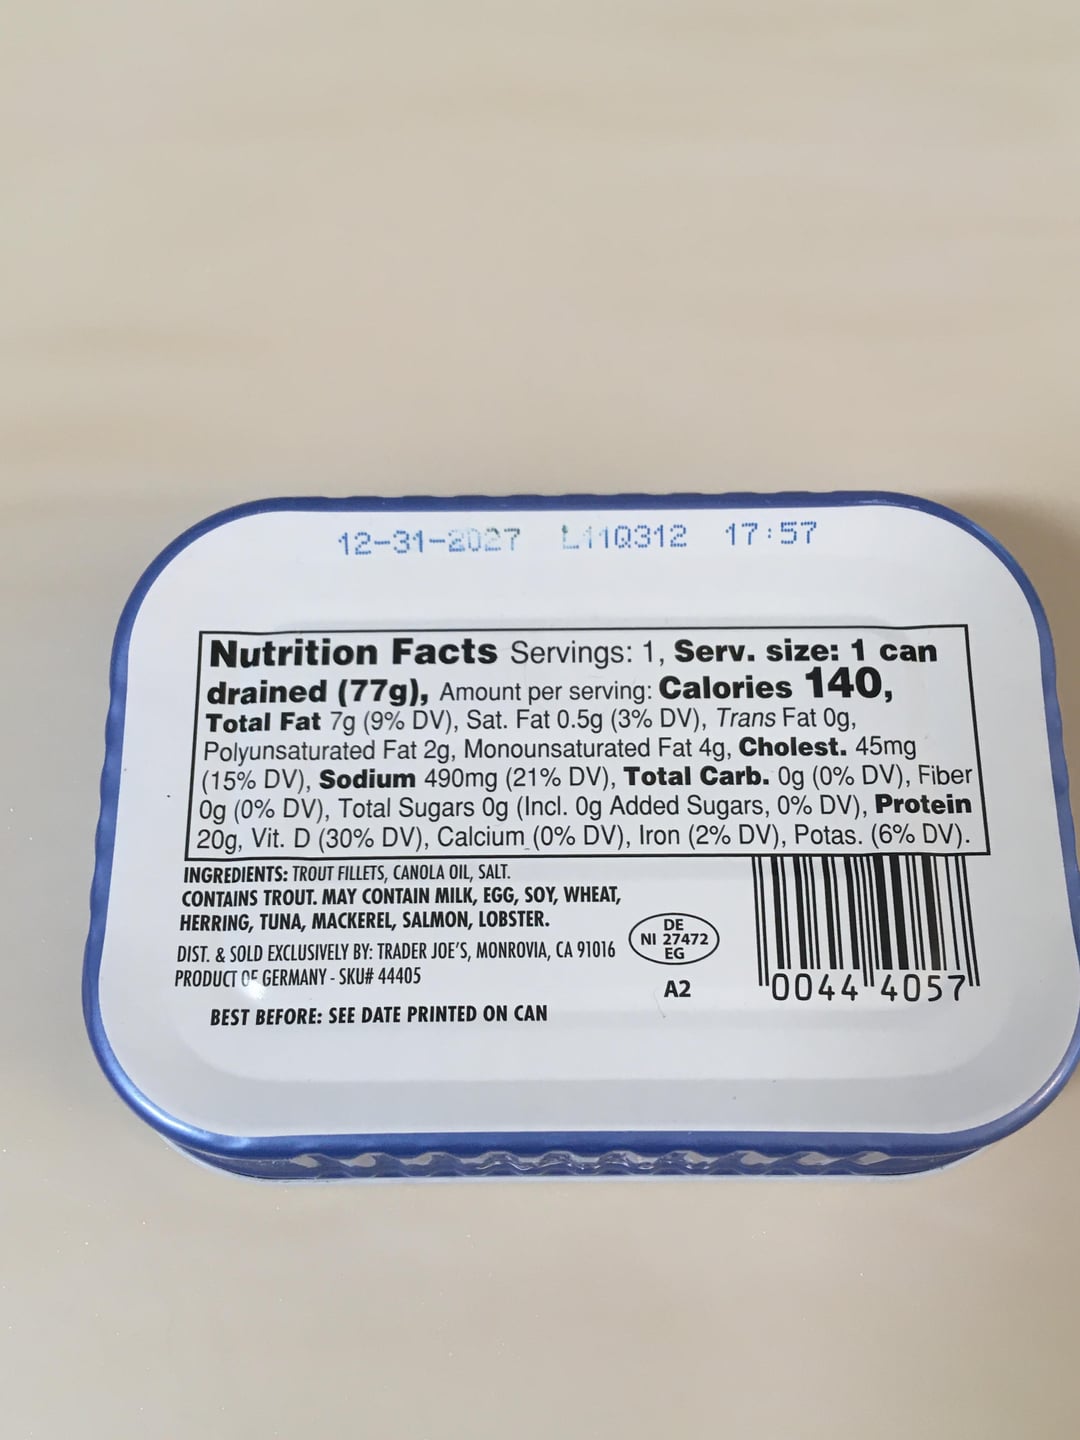 12-31-2027 L11Q312 17:57
Nutrition Facts Servings: 1, Serv. size: 1 can
drained (77g), Amount per serving: Calories 140,
Total Fat 7g (9% DV), Sat. Fat 0.5g (3% DV), Trans Fat 0g,
Polyunsaturated Fat 2g, Monounsaturated Fat 4g, Cholest. 45mg
(15% DV), Sodium 490mg (21% DV), Total Carb. 0g (0% DV), Fiber
0g (0% DV), Total Sugars 0g (Incl. 0g Added Sugars, 0% DV), Protein
20g, Vit. D (30% DV), Calcium (0% DV), Iron (2% DV), Potas. (6% DV).
INGREDIENTS: TROUT FILLETS, CANOLA OIL, SALT.
CONTAINS TROUT. MAY CONTAIN MILK, EGG, SOY, WHEAT,
HERRING, TUNA, MACKEREL, SALMON, LOBSTER.
DIST. & SOLD EXCLUSIVELY BY: TRADER JOE'S, MONROVIA, CA 91016
PRODUCT OF GERMANY - SKU# 44405
BEST BEFORE: SEE DATE PRINTED ON CAN
DE
NI 27472
EG
A2
0044 4057